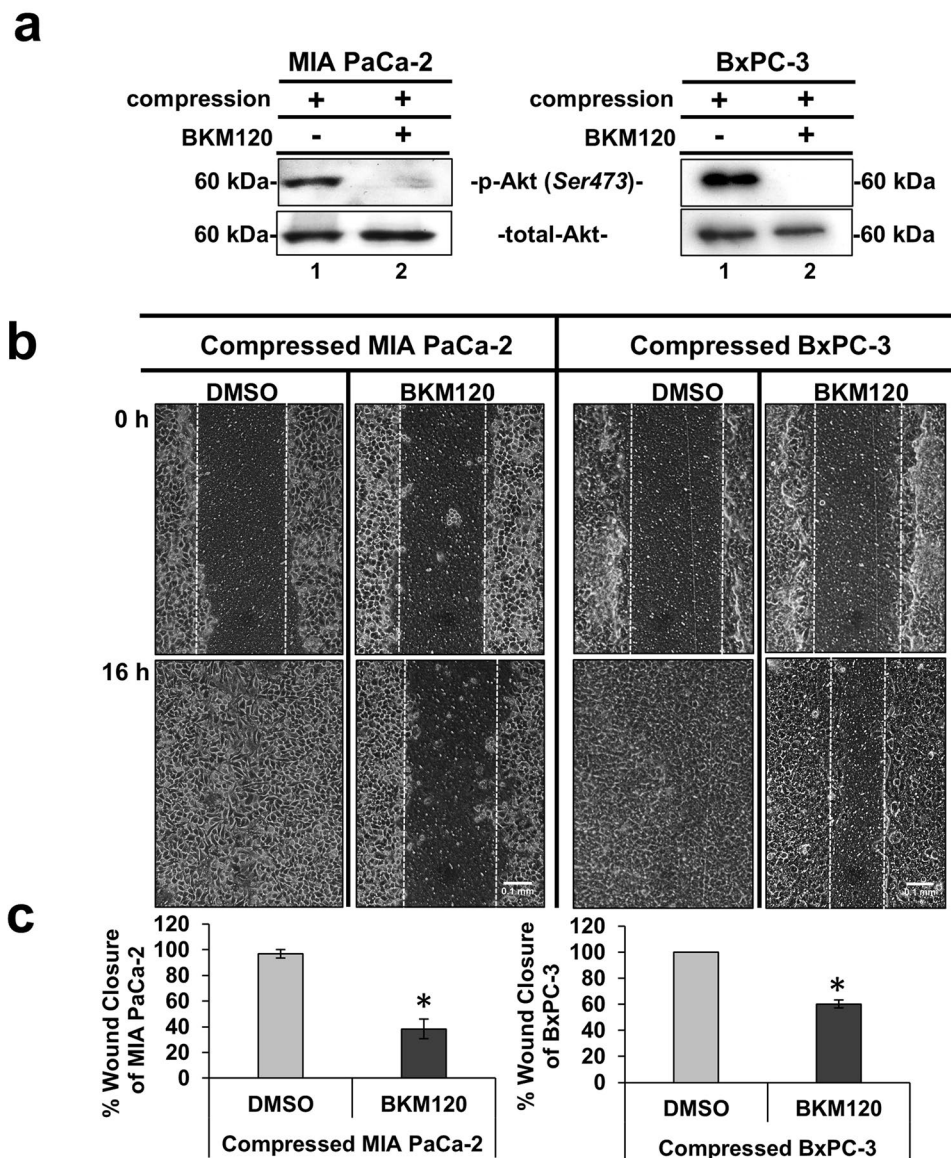 a
MIA PaCa-2
BxPC-3
compression + +
compression + +
BKM120 - +
BKM120 - +
60 kDa- -p-Akt (Ser473)- -60 kDa
60 kDa- -total-Akt- -60 kDa
1 2
1 2
b
Compressed MIA PaCa-2
Compressed BxPC-3
DMSO
BKM120
DMSO
BKM120
0 h
16 h
0.1 mm
0.1 mm
c
% Wound Closure
of MIA PaCa-2
120
100
80
60
40
20
0
*
DMSO
BKM120
Compressed MIA PaCa-2
% Wound Closure
of BxPC-3
120
100
80
60
40
20
0
*
DMSO
BKM120
Compressed BxPC-3